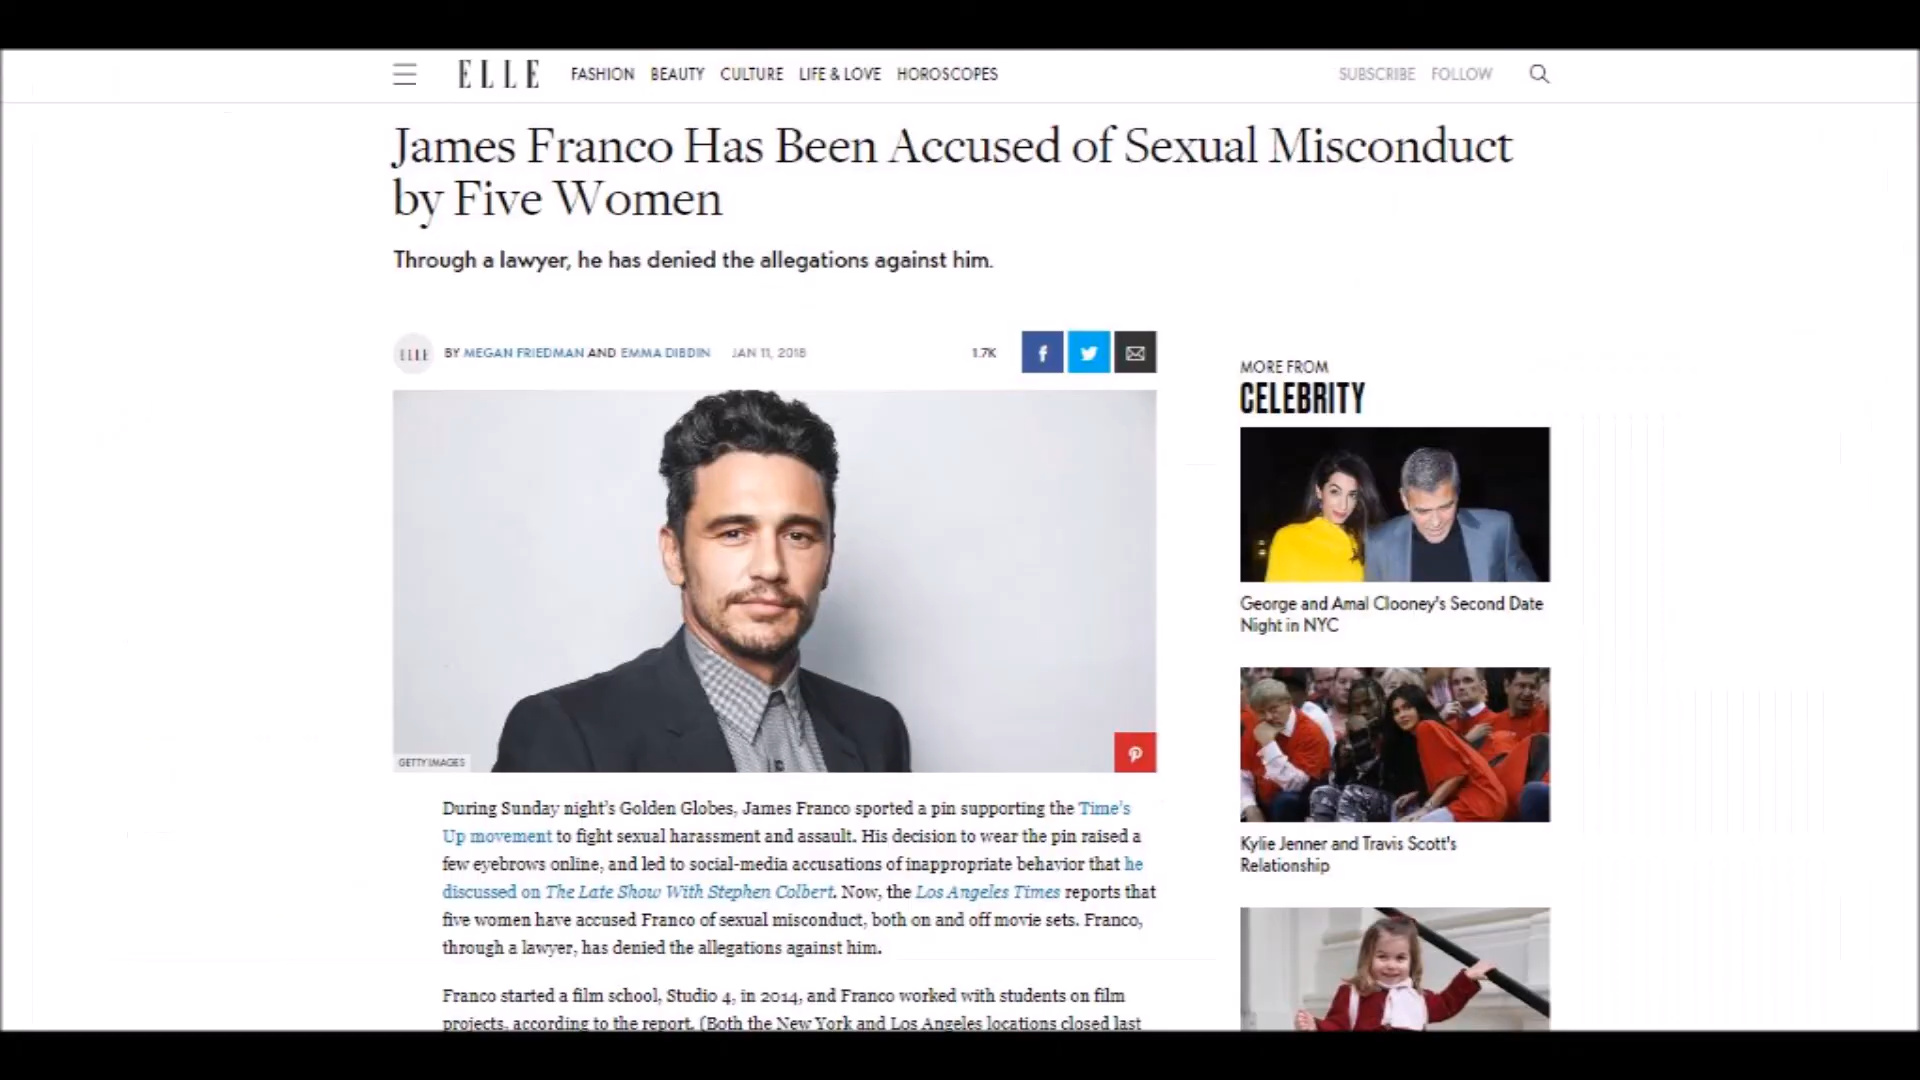 ELLE FASHION BEAUTY CULTURE LIFE & LOVE HOROSCOPES SUBSCRIBE FOLLOW
James Franco Has Been Accused of Sexual Misconduct
by Five Women
Through a lawyer, he has denied the allegations against him.
ELLE BY MEGAN FRIEDMAN AND EMMA DIBDIN JAN 11, 2018 1.7K
GETTY IMAGES
During Sunday night's Golden Globes, James Franco sported a pin supporting the Time's
Up movement to fight sexual harassment and assault. His decision to wear the pin raised a
few eyebrows online, and led to social-media accusations of inappropriate behavior that he
discussed on The Late Show With Stephen Colbert. Now, the Los Angeles Times reports that
five women have accused Franco of sexual misconduct, both on and off movie sets. Franco,
through a lawyer, has denied the allegations against him.
Franco started a film school, Studio 4, in 2014, and Franco worked with students on film
projects, according to the report. (Both the New York and Los Angeles locations closed last
MORE FROM
CELEBRITY
George and Amal Clooney's Second Date
Night in NYC
Kylie Jenner and Travis Scott's
Relationship